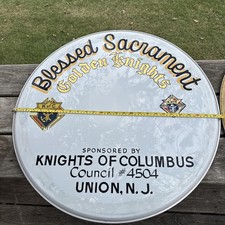 Blessed Sacrament
Golden Knights
SPONSORED BY
KNIGHTS OF COLUMBUS
Council #4504
UNION, N.J.